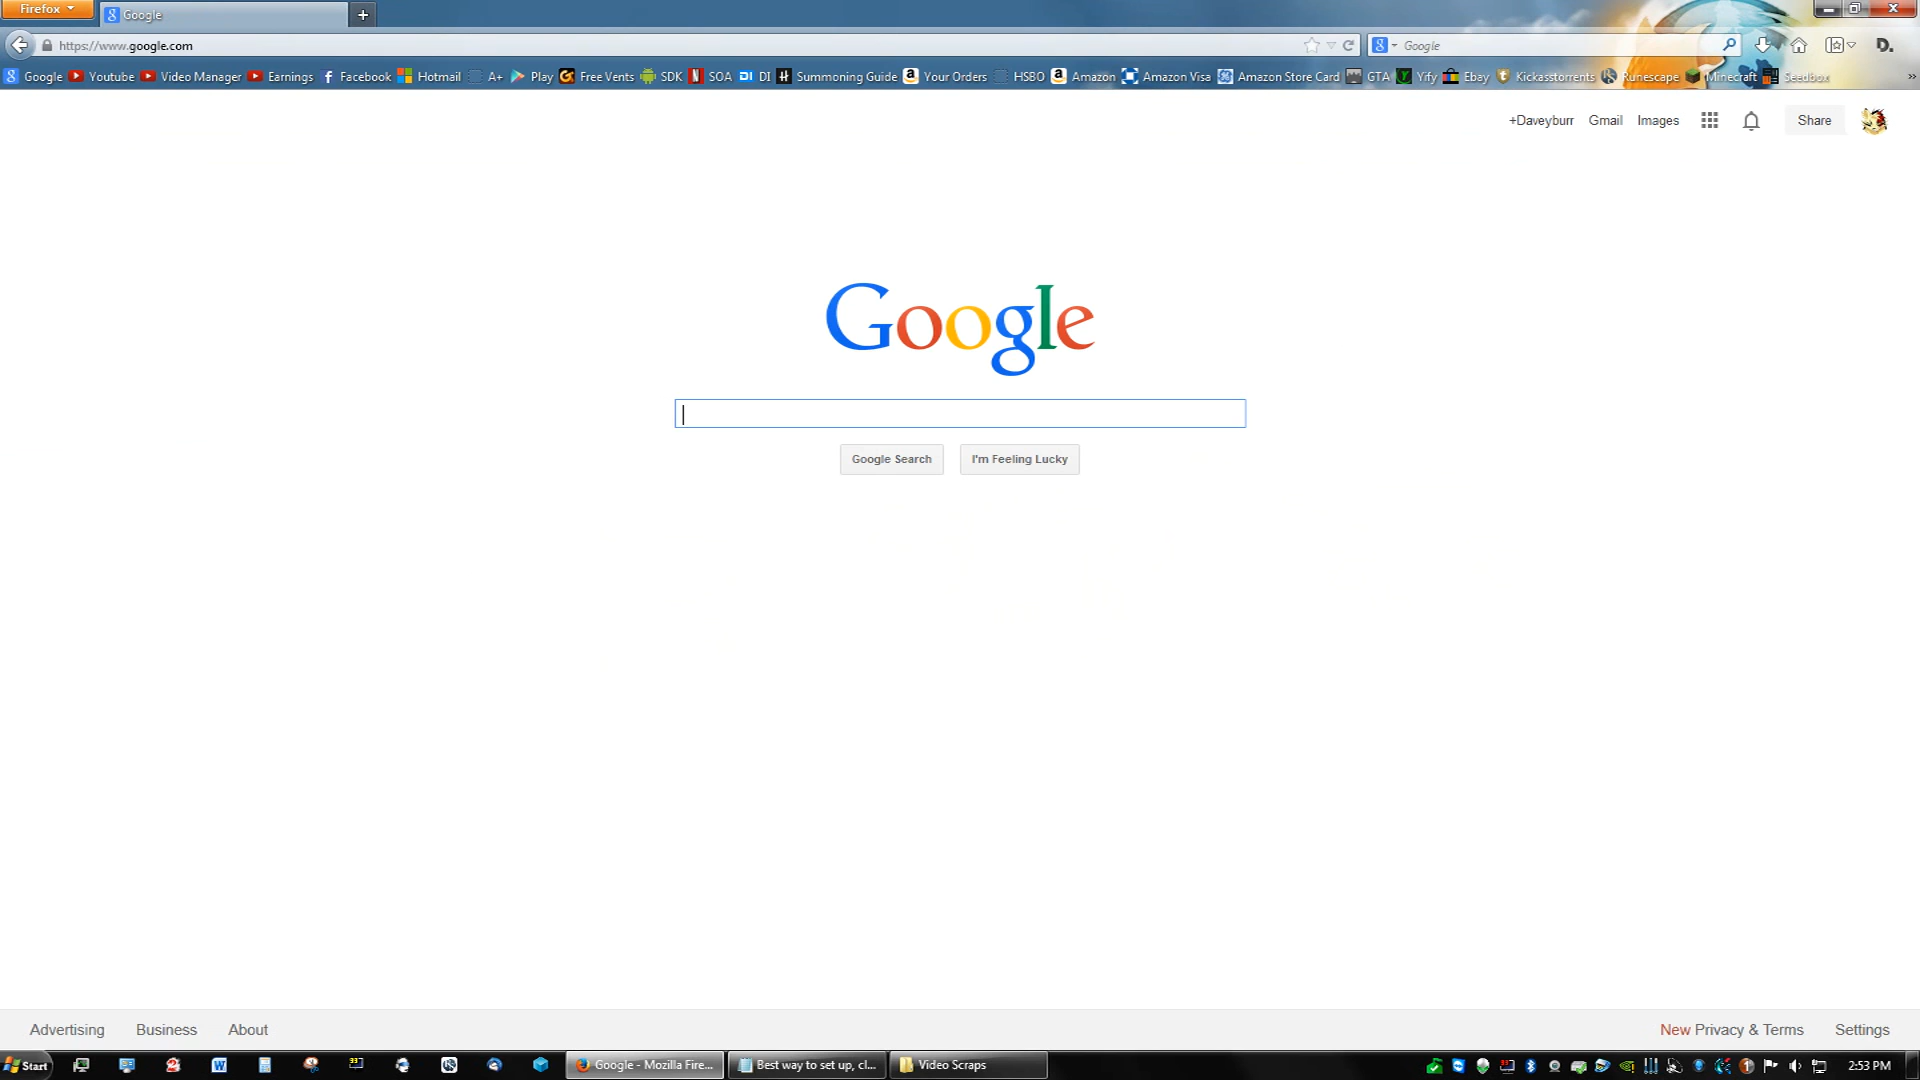 Firefox
Google
https://www.google.com
Google
Google Youtube Video Manager Earnings Facebook Hotmail A+ Play Free Vents SDK SOA DI DI Summoning Guide Your Orders HSBO Amazon Amazon Visa Amazon Store Card GTA Yify Ebay Kickasstorrents Runescape Minecraft Seedbox
+Daveyburr Gmail Images Share
Google
Google Search I'm Feeling Lucky
Advertising Business About New Privacy & Terms Settings
Start Google - Mozilla Fire... Best way to set up, cl... Video Scraps 2:53 PM